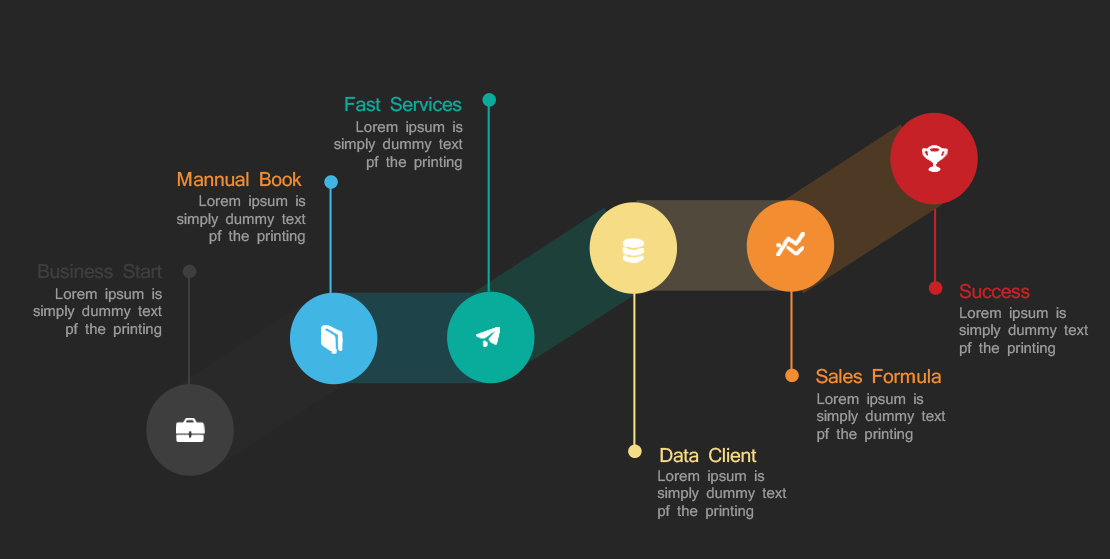 Business Start
Lorem ipsum is
simply dummy text
pf the printing
Mannual Book
Lorem ipsum is
simply dummy text
pf the printing
Fast Services
Lorem ipsum is
simply dummy text
pf the printing
Data Client
Lorem ipsum is
simply dummy text
pf the printing
Sales Formula
Lorem ipsum is
simply dummy text
pf the printing
Success
Lorem ipsum is
simply dummy text
pf the printing